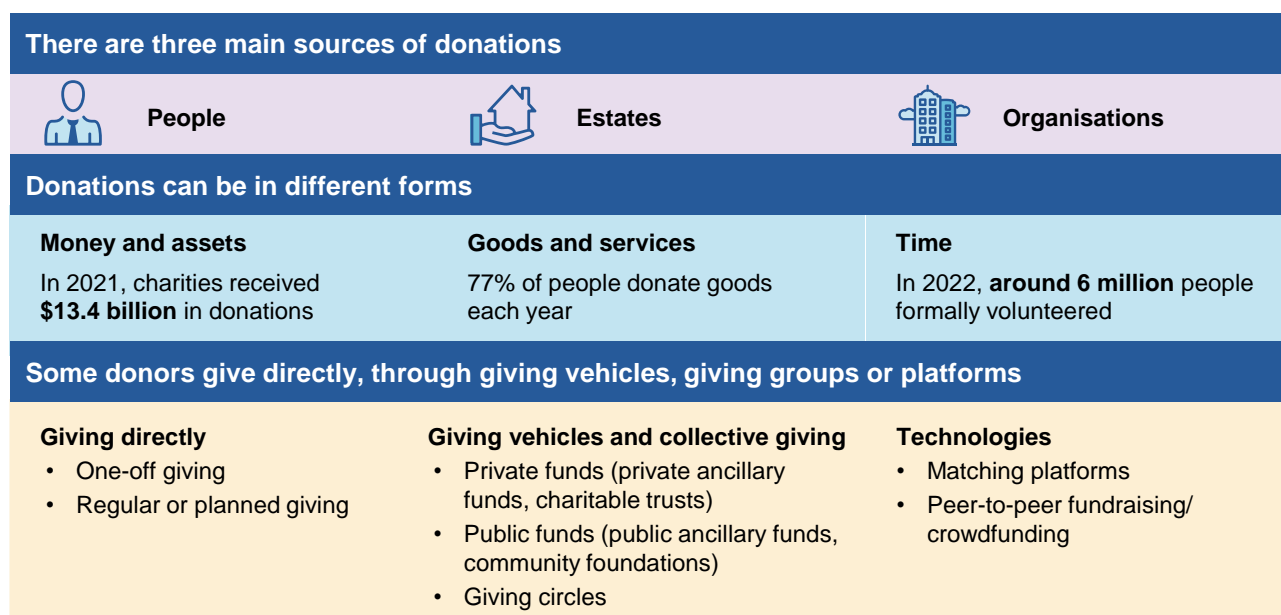 There are three main sources of donations
People
Estates
Organisations
Donations can be in different forms
Money and assets
In 2021, charities received
$13.4 billion in donations
Goods and services
77% of people donate goods
each year
Time
In 2022, around 6 million people
formally volunteered
Some donors give directly, through giving vehicles, giving groups or platforms
Giving directly
• One-off giving
• Regular or planned giving
Giving vehicles and collective giving
• Private funds (private ancillary
funds, charitable trusts)
• Public funds (public ancillary funds,
community foundations)
• Giving circles
Technologies
• Matching platforms
• Peer-to-peer fundraising/
crowdfunding